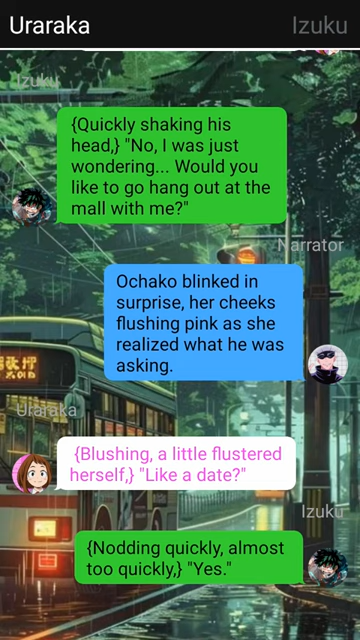 Uraraka Izuku
Izuku
{Quickly shaking his
head,} "No, I was just
wondering... Would you
like to go hang out at the
mall with me?"
Narrator
Ochako blinked in
surprise, her cheeks
flushing pink as she
realized what he was
asking.
Uraraka
{Blushing, a little flustered
herself,} "Like a date?"
Izuku
{Nodding quickly, almost
too quickly,} "Yes."